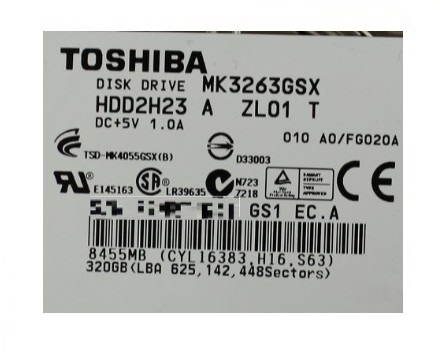 TOSHIBA
DISK DRIVE MK3263GSX
HDD2H23 A ZL01 T
DC+5V 1.0A
010 A0/FG020A
TSD-MK4055GSX(B)
D33003
E145163
LR39635
N723
7218
GS1 EC.A
8455MB (CYL16383,H16,S63)
320GB(LBA 625,142,448Sectors)